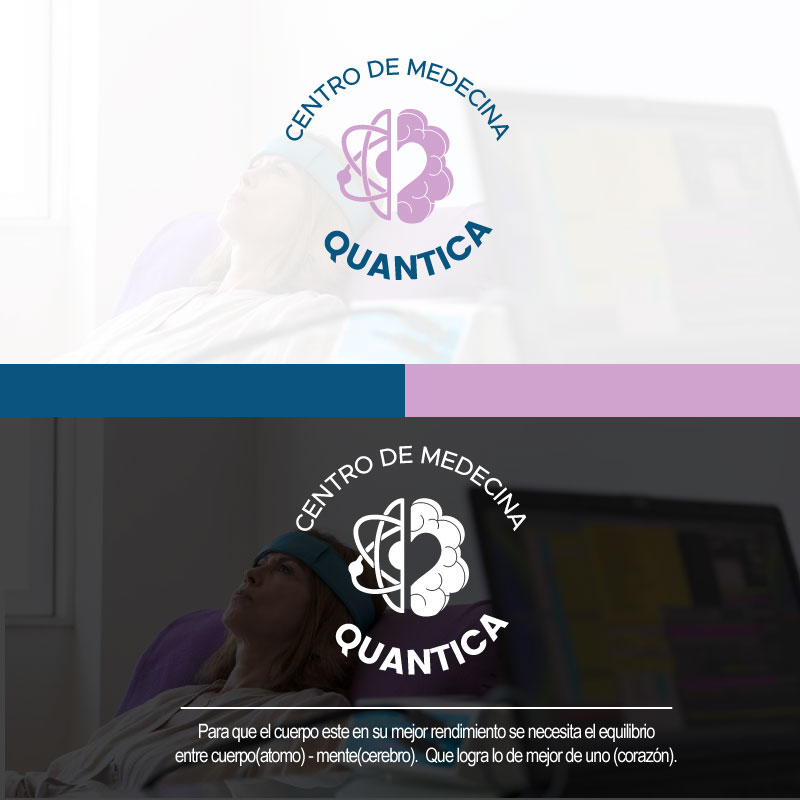 CENTRO DE MEDECINA
QUANTICA
CENTRO DE MEDECINA
QUANTICA
Para que el cuerpo este en su mejor rendimiento se necesita el equilibrio
entre cuerpo(atomo) - mente(cerebro). Que logra lo de mejor de uno (corazón).